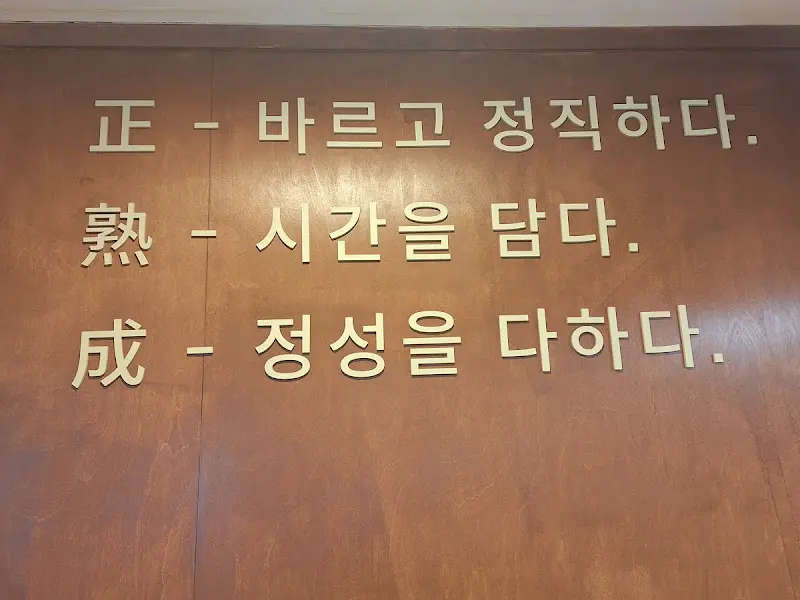 正 - 바르고 정직하다.
熟 - 시간을 담다.
成 - 정성을 다하다.